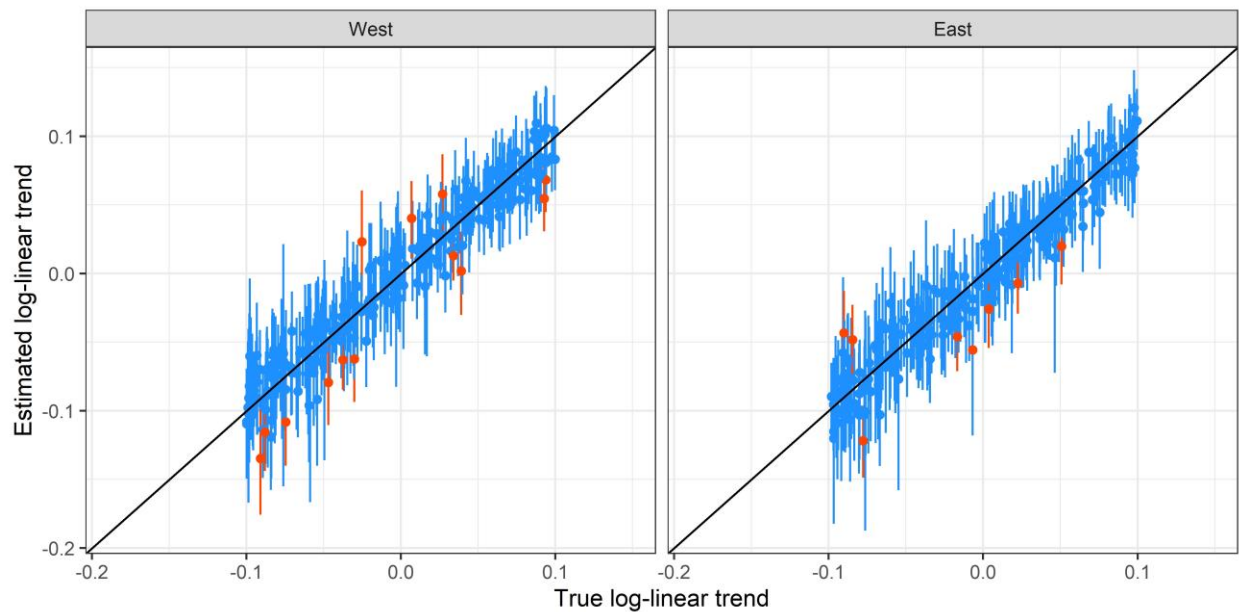 West East
Estimated log-linear trend
0.1
0.0
-0.1
-0.2
-0.2 -0.1 0.0 0.1 -0.2 -0.1 0.0 0.1
True log-linear trend